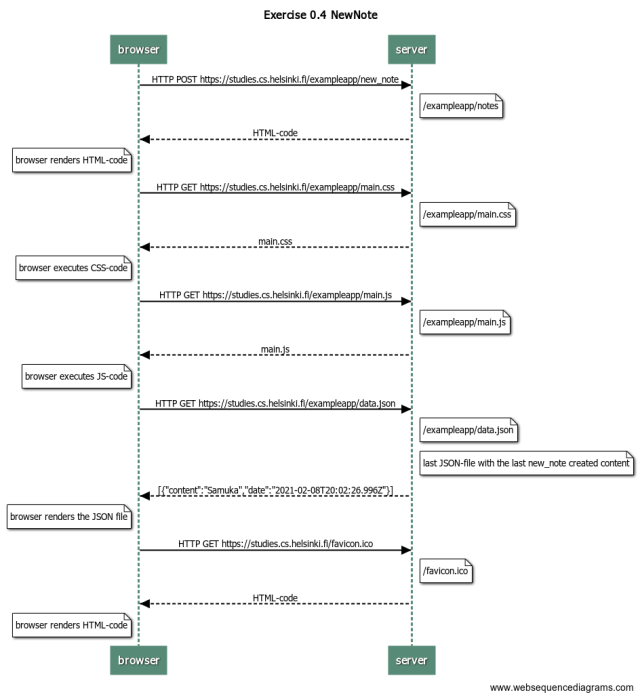 Exercise 0.4 NewNote
browser
server
HTTP POST https://studies.cs.helsinki.fi/exampleapp/new_note
/exampleapp/notes
HTML-code
browser renders HTML-code
HTTP GET https://studies.cs.helsinki.fi/exampleapp/main.css
/exampleapp/main.css
main.css
browser executes CSS-code
HTTP GET https://studies.cs.helsinki.fi/exampleapp/main.js
/exampleapp/main.js
main.js
browser executes JS-code
HTTP GET https://studies.cs.helsinki.fi/exampleapp/data.json
/exampleapp/data.json
last JSON-file with the last new_note created content
[{"content":"Samuka","date":"2021-02-08T20:02:26.996Z"}]
browser renders the JSON file
HTTP GET https://studies.cs.helsinki.fi/favicon.ico
/favicon.ico
HTML-code
browser renders HTML-code
browser
server
www.websequencediagrams.com